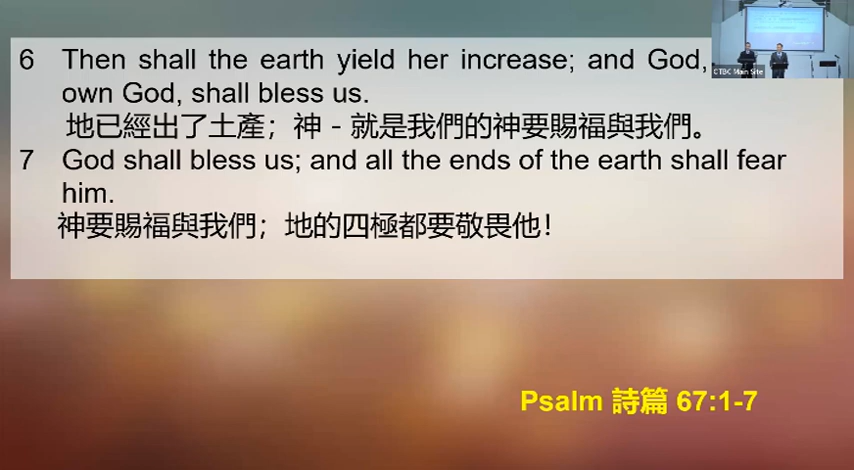 6 Then shall the earth yield her increase; and God,
own God, shall bless us.
地已經出了土產；神 - 就是我們的神要賜福與我們。
7 God shall bless us; and all the ends of the earth shall fear
him.
神要賜福與我們；地的四極都要敬畏他！
Psalm 詩篇 67:1-7
CTBC Main Site